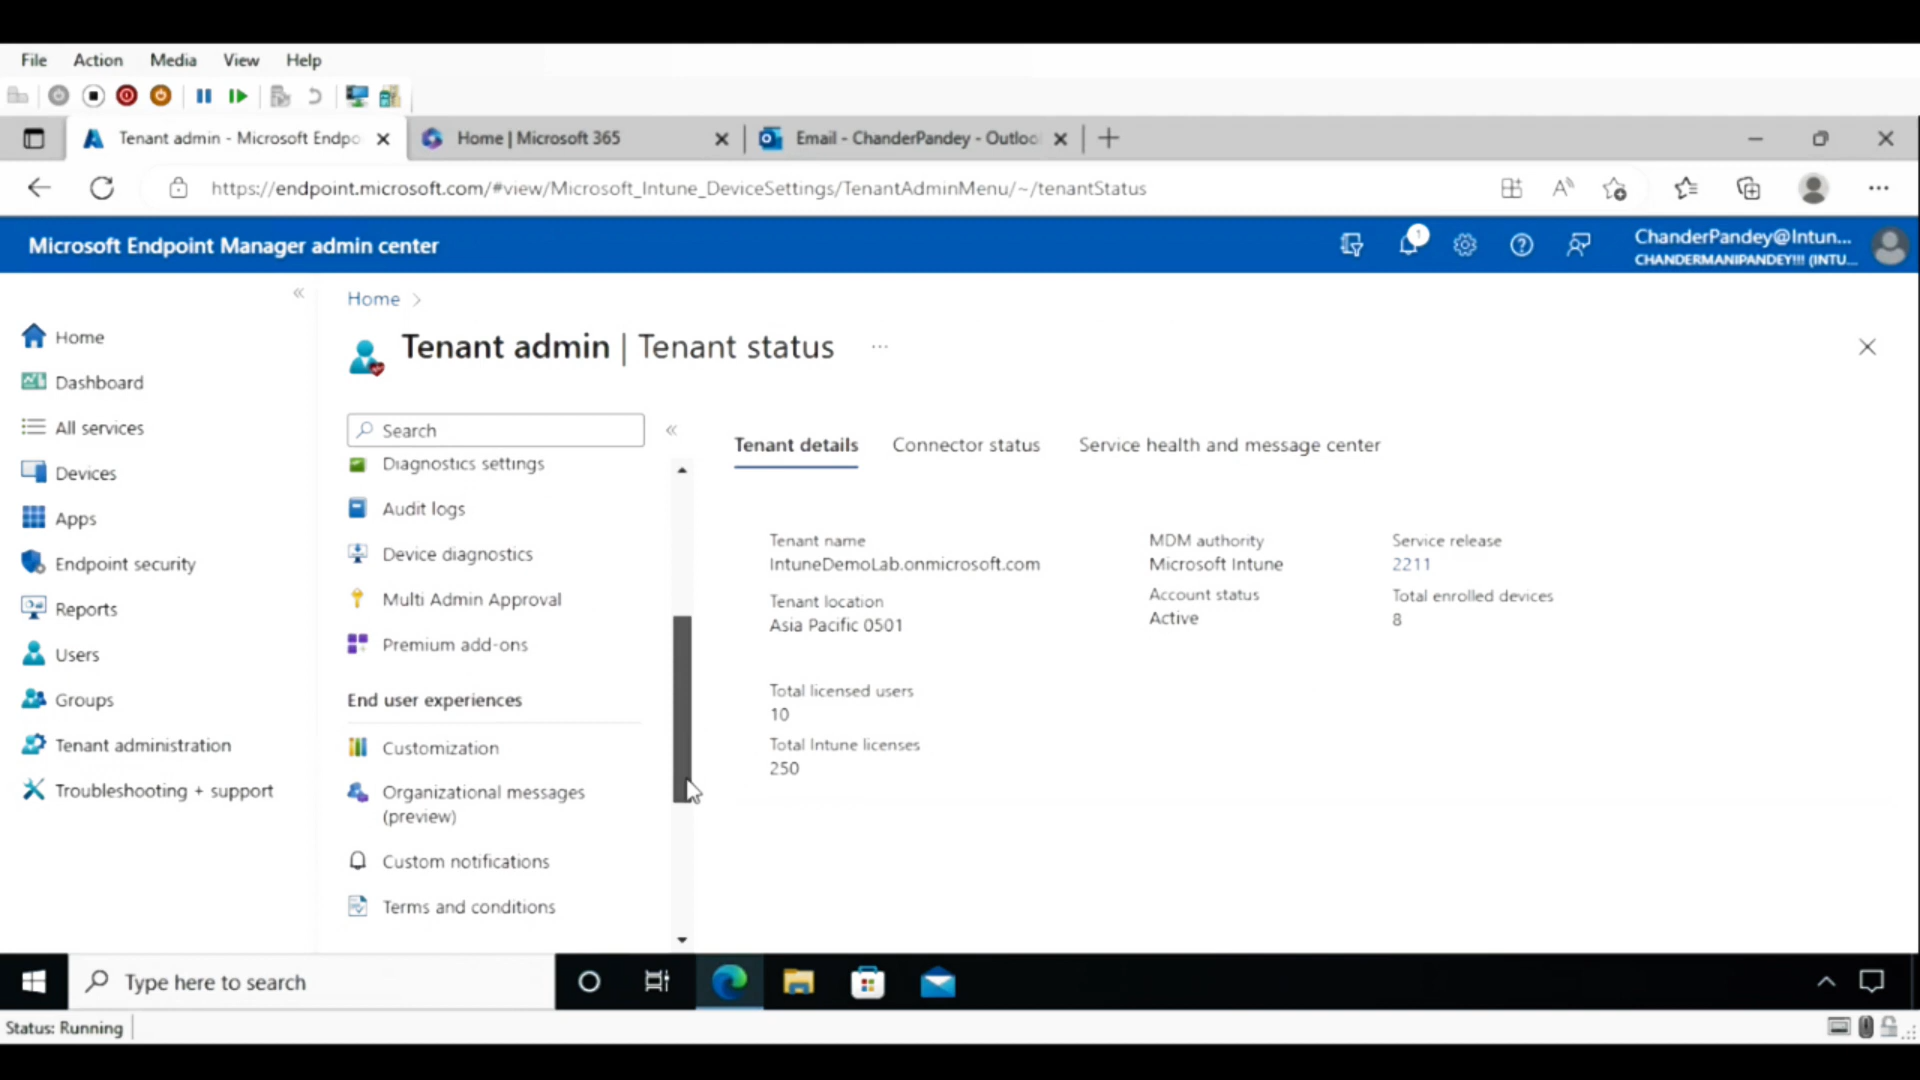 File Action Media View Help
Tenant admin - Microsoft Endpo
Home | Microsoft 365
Email - ChanderPandey - Outloo
https://endpoint.microsoft.com/#view/Microsoft_Intune_DeviceSettings/TenantAdminMenu/~/tenantStatus
Microsoft Endpoint Manager admin center
1
ChanderPandey@Intun...
CHANDERMANIPANDEY!!! (INTU...
Home
Dashboard
All services
Devices
Apps
Endpoint security
Reports
Users
Groups
Tenant administration
Troubleshooting + support
Home >
Tenant admin | Tenant status ...
Search
Diagnostics settings
Audit logs
Device diagnostics
Multi Admin Approval
Premium add-ons
End user experiences
Customization
Organizational messages
(preview)
Custom notifications
Terms and conditions
Tenant details Connector status Service health and message center
Tenant name
IntuneDemoLab.onmicrosoft.com
Tenant location
Asia Pacific 0501
Total licensed users
10
Total Intune licenses
250
MDM authority
Microsoft Intune
Account status
Active
Service release
2211
Total enrolled devices
8
Type here to search
Status: Running